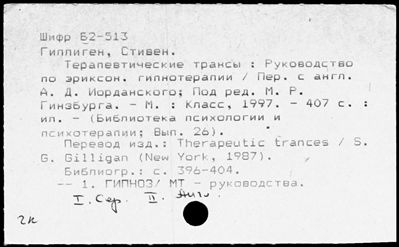 Шифр Б2-513
Гиллиген, Стивен.
Терапевтические трансы : Руководство
по эриксон. гипнотерапии / Пер. с англ.
А. Д. Иорданского; Под ред. М. Р.
Гинзбурга. - М. : Класс, 1997. - 407 с. :
ил. - (Библиотека психологии и
психотерапии; Вып. 26).
Перевод изд.: Therapeutic trances / S.
G. Gilligan (New York, 1987).
Библиогр.: с. 396-404.
-- 1. ГИПНОЗ/ МТ - руководства.
I. Сер. II. Англ.
2к